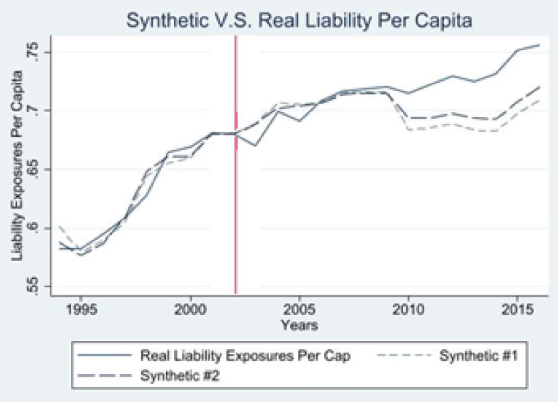 Synthetic V.S. Real Liability Per Capita
Liability Exposures Per Capita
.75
.7
.65
.6
.55
1995
2000
2005
2010
2015
Years
Real Liability Exposures Per Cap
Synthetic #1
Synthetic #2